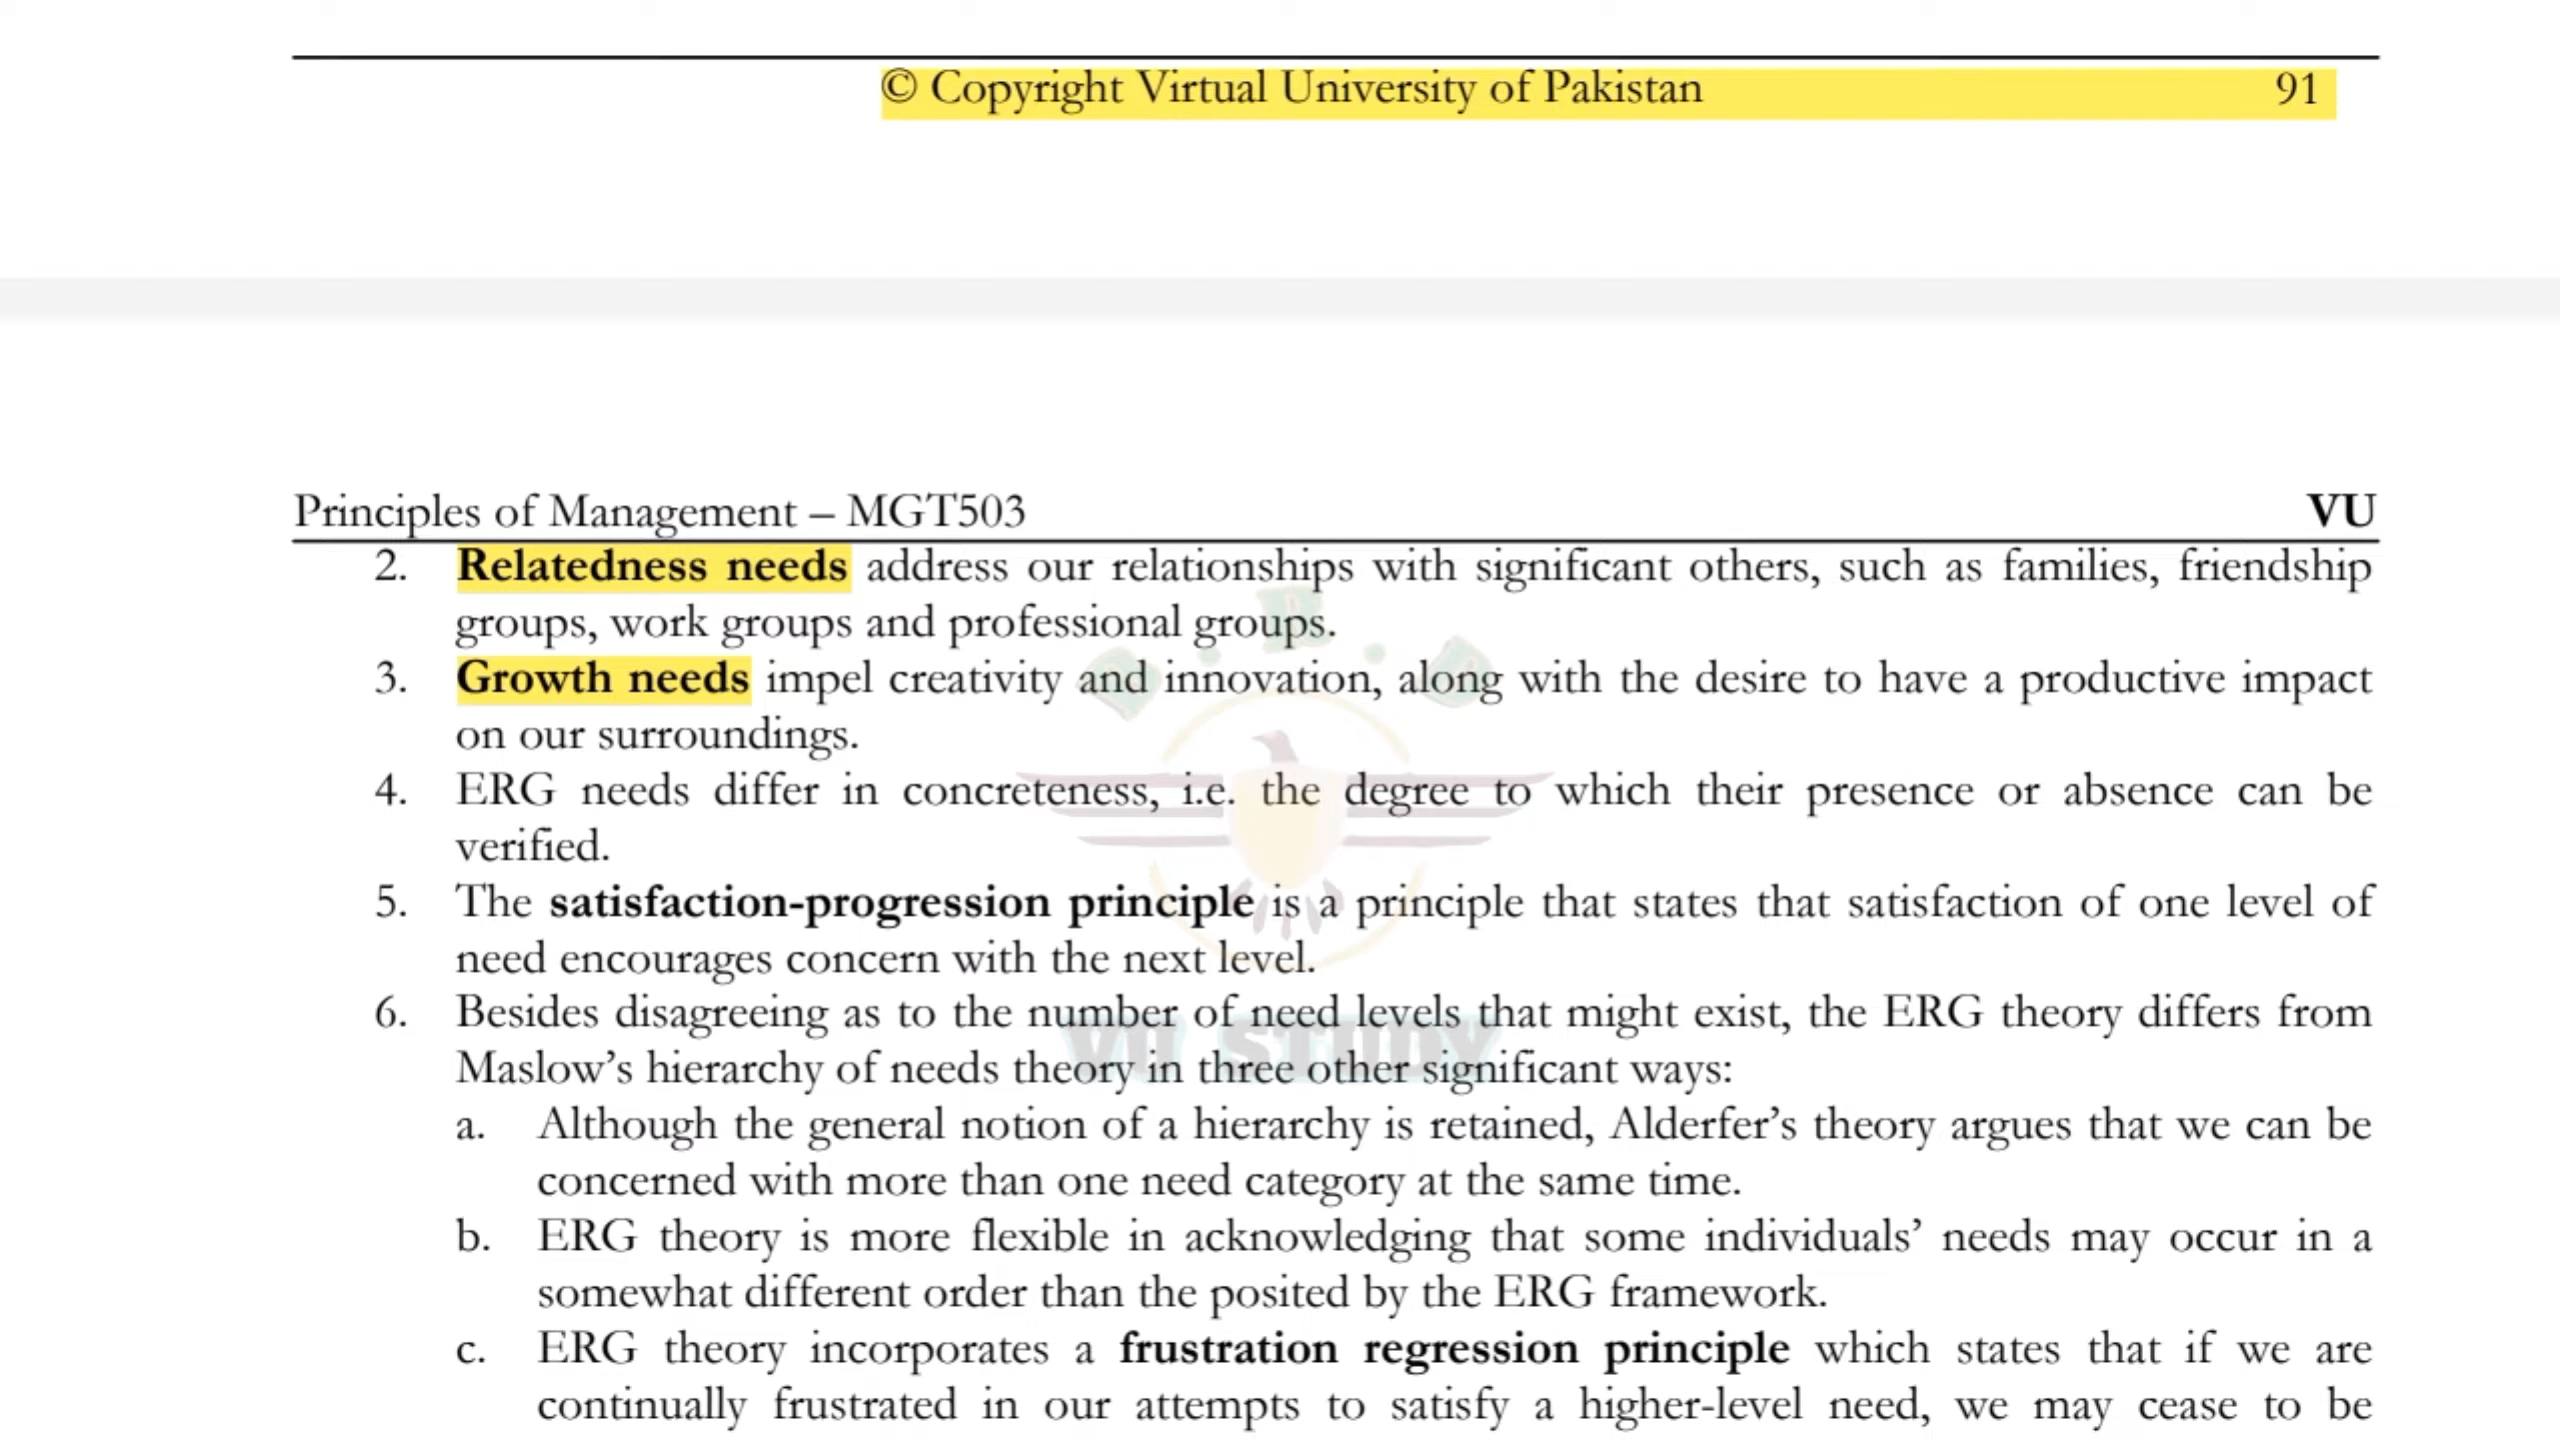 © Copyright Virtual University of Pakistan 91
Principles of Management – MGT503 VU
2. Relatedness needs address our relationships with significant others, such as families, friendship
groups, work groups and professional groups.
3. Growth needs impel creativity and innovation, along with the desire to have a productive impact
on our surroundings.
4. ERG needs differ in concreteness, i.e. the degree to which their presence or absence can be
verified.
5. The satisfaction-progression principle is a principle that states that satisfaction of one level of
need encourages concern with the next level.
6. Besides disagreeing as to the number of need levels that might exist, the ERG theory differs from
Maslow’s hierarchy of needs theory in three other significant ways:
a. Although the general notion of a hierarchy is retained, Alderfer’s theory argues that we can be
concerned with more than one need category at the same time.
b. ERG theory is more flexible in acknowledging that some individuals’ needs may occur in a
somewhat different order than the posited by the ERG framework.
c. ERG theory incorporates a frustration regression principle which states that if we are
continually frustrated in our attempts to satisfy a higher-level need, we may cease to be
VU STUDY